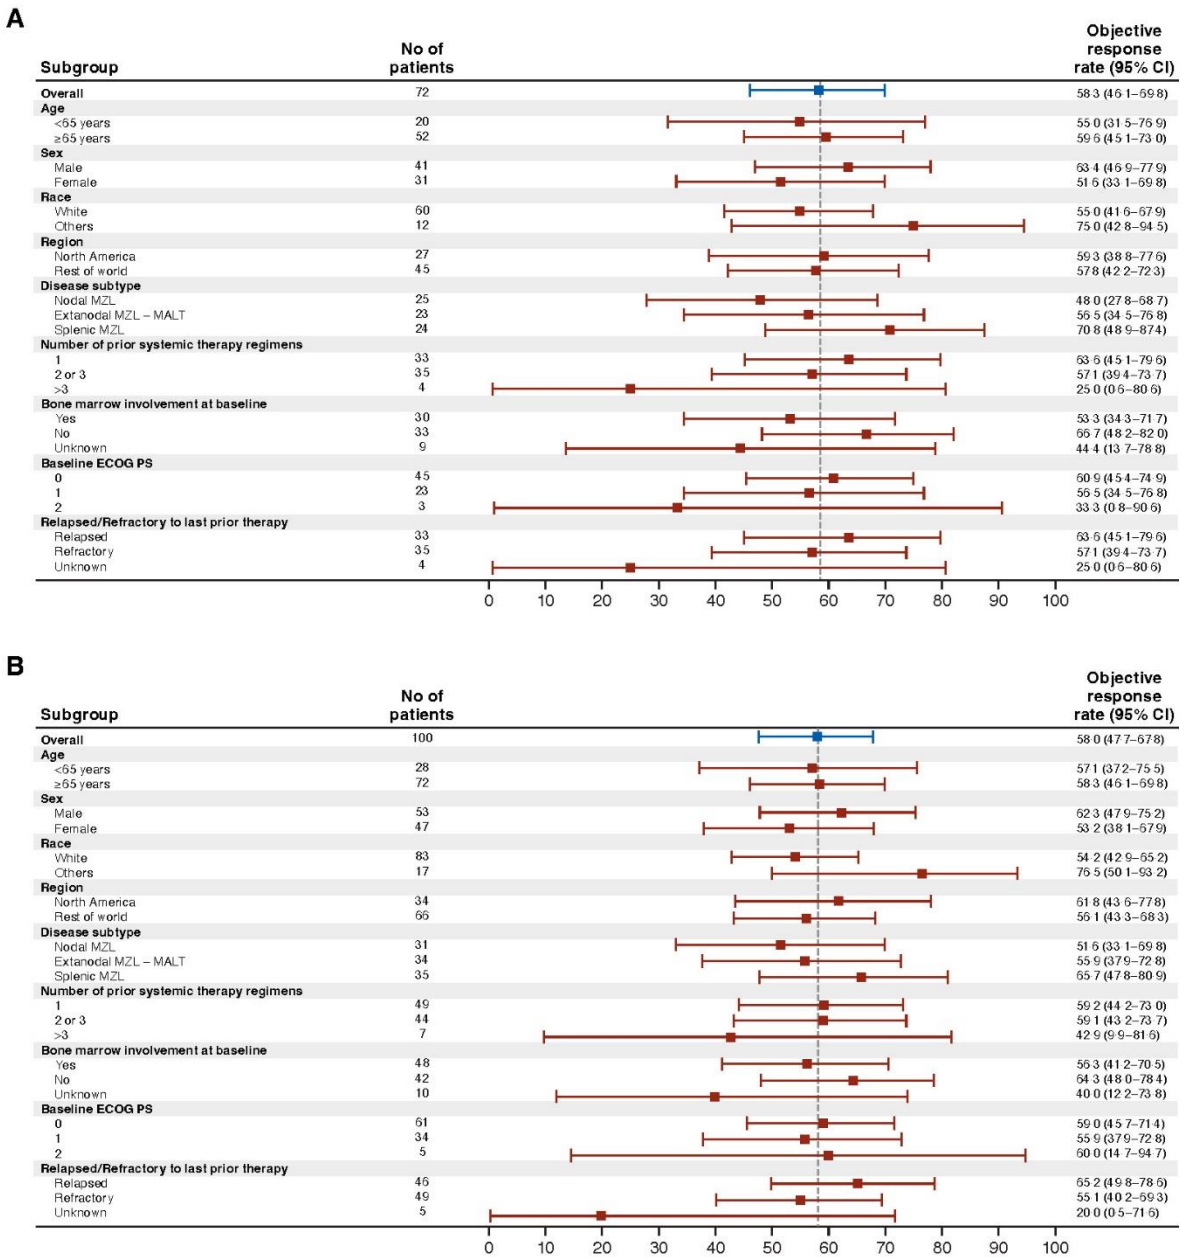 A
Subgroup No of patients Objective response rate (95% CI)
Overall 72 58·3 (46·1–69·8)
Age
<65 years 20 55·0 (31·5–76·9)
≥65 years 52 59·6 (45·1–73·0)
Sex
Male 41 63·4 (46·9–77·9)
Female 31 51·6 (33·1–69·8)
Race
White 60 55·0 (41·6–67·9)
Others 12 75·0 (42·8–94·5)
Region
North America 27 59·3 (38·8–77·6)
Rest of world 45 57·8 (42·2–72·3)
Disease subtype
Nodal MZL 25 48·0 (27·8–68·7)
Extanodal MZL – MALT 23 56·5 (34·5–76·8)
Splenic MZL 24 70·8 (48·9–87·4)
Number of prior systemic therapy regimens
1 33 63·6 (45·1–79·6)
2 or 3 35 57·1 (39·4–73·7)
>3 4 25·0 (0·6–80·6)
Bone marrow involvement at baseline
Yes 30 53·3 (34·3–71·7)
No 33 66·7 (48·2–82·0)
Unknown 9 44·4 (13·7–78·8)
Baseline ECOG PS
0 45 60·9 (45·4–74·9)
1 23 56·5 (34·5–76·8)
2 3 33·3 (0·8–90·6)
Relapsed/Refractory to last prior therapy
Relapsed 33 63·6 (45·1–79·6)
Refractory 35 57·1 (39·4–73·7)
Unknown 4 25·0 (0·6–80·6)
0 10 20 30 40 50 60 70 80 90 100
B
Subgroup No of patients Objective response rate (95% CI)
Overall 100 58·0 (47·7–67·8)
Age
<65 years 28 57·1 (37·2–75·5)
≥65 years 72 58·3 (46·1–69·8)
Sex
Male 53 62·3 (47·9–75·2)
Female 47 53·2 (38·1–67·9)
Race
White 83 54·2 (42·9–65·2)
Others 17 76·5 (50·1–93·2)
Region
North America 34 61·8 (43·6–77·8)
Rest of world 66 56·1 (43·3–68·3)
Disease subtype
Nodal MZL 31 51·6 (33·1–69·8)
Extanodal MZL – MALT 34 55·9 (37·9–72·8)
Splenic MZL 35 65·7 (47·8–80·9)
Number of prior systemic therapy regimens
1 49 59·2 (44·2–73·0)
2 or 3 44 59·1 (43·2–73·7)
>3 7 42·9 (9·9–81·6)
Bone marrow involvement at baseline
Yes 48 56·3 (41·2–70·5)
No 42 64·3 (48·0–78·4)
Unknown 10 40·0 (12·2–73·8)
Baseline ECOG PS
0 61 59·0 (45·7–71·4)
1 34 55·9 (37·9–72·8)
2 5 60·0 (14·7–94·7)
Relapsed/Refractory to last prior therapy
Relapsed 46 65·2 (49·8–78·6)
Refractory 49 55·1 (40·2–69·3)
Unknown 5 20·0 (0·5–71·6)
0 10 20 30 40 50 60 70 80 90 100